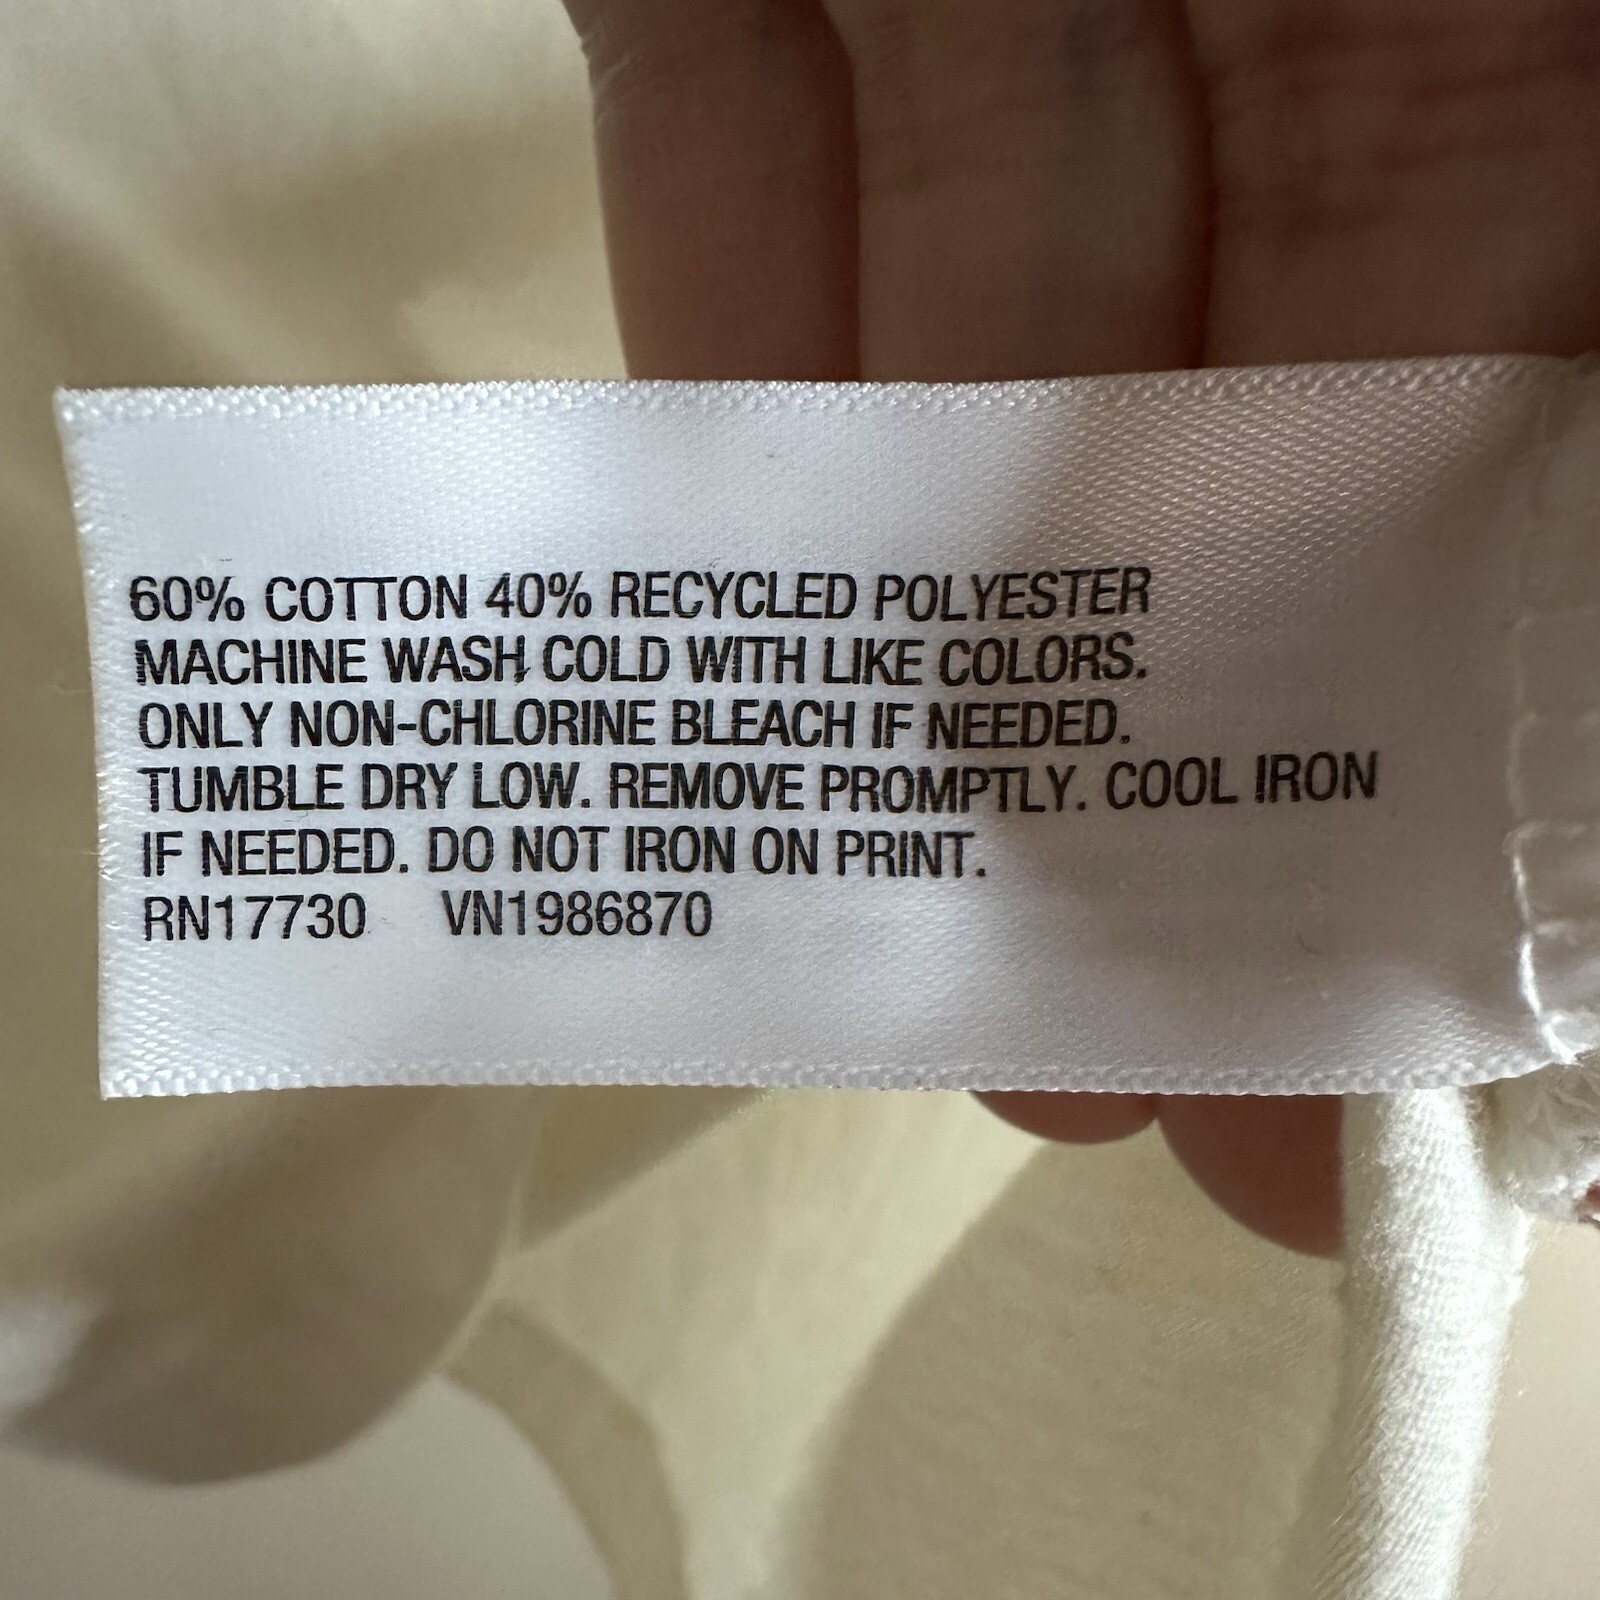 60% COTTON 40% RECYCLED POLYESTER
MACHINE WASH COLD WITH LIKE COLORS.
ONLY NON-CHLORINE BLEACH IF NEEDED.
TUMBLE DRY LOW. REMOVE PROMPTLY. COOL IRON
IF NEEDED. DO NOT IRON ON PRINT.
RN17730 VN1986870